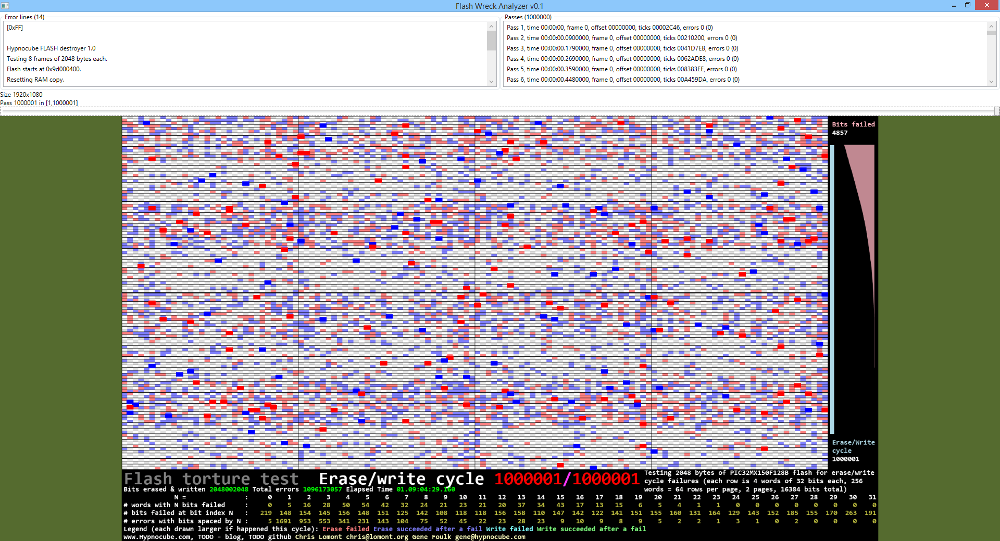 Flash Wreck Analyzer v0.1
Error lines (14)
[0xFF]
Hypnocube FLASH destroyer 1.0
Testing 8 frames of 2048 bytes each.
Flash starts at 0x9d000400.
Resetting RAM copy.
Passes (1000000)
Pass 1, time 00:00:00, frame 0, offset 00000000, ticks 00002C46, errors 0 (0)
Pass 2, time 00:00:00.0900000, frame 0, offset 00000000, ticks 00210200, errors 0 (0)
Pass 3, time 00:00:00.1790000, frame 0, offset 00000000, ticks 0041D7EB, errors 0 (0)
Pass 4, time 00:00:00.2690000, frame 0, offset 00000000, ticks 0062ADE8, errors 0 (0)
Pass 5, time 00:00:00.3590000, frame 0, offset 00000000, ticks 008383EE, errors 0 (0)
Pass 6, time 00:00:00.4480000, frame 0, offset 00000000, ticks 00A459DA, errors 0 (0)
Size 1920x1080
Pass 1000001 in [1,1000001]
Bits failed
4857
Erase/Write
cycle
1000001
Flash torture test Erase/write cycle 1000001/1000001
Testing 2048 bytes of PIC32MX150F128B flash for erase/write
cycle failures (each row is 4 words of 32 bits each, 256
words = 64 rows per page, 2 pages, 16384 bits total)
Bits erased & written 2048002048 Total errors 1096173057 Elapsed Time 01.09:04:29.160
N = : 0 1 2 3 4 5 6 7 8 9 10 11 12 13 14 15 16 17 18 19 20 21 22 23 24 25 26 27 28 29 30 31
# words with N bits failed : 0 5 16 28 50 54 42 32 24 21 23 21 20 37 34 43 17 13 15 6 5 4 1 1 0 0 0 0 0 0 0 0
# bits failed at bit index N : 219 148 154 145 156 148 151 125 142 108 118 118 156 158 110 147 142 122 141 151 155 160 131 164 129 143 152 185 155 170 263 191
# errors with bits spaced by N : 5 1691 953 553 341 231 143 104 75 52 45 22 23 28 23 9 10 9 8 9 5 2 2 1 3 1 0 2 0 0 0 0
Legend (each drawn larger if happened this cycle): Erase failed Erase succeeded after a fail Write failed Write succeeded after a fail
www.Hypnocube.com, TODO - blog, TODO github Chris Lomont chris@lomont.org Gene Foulk gene@hypnocube.com